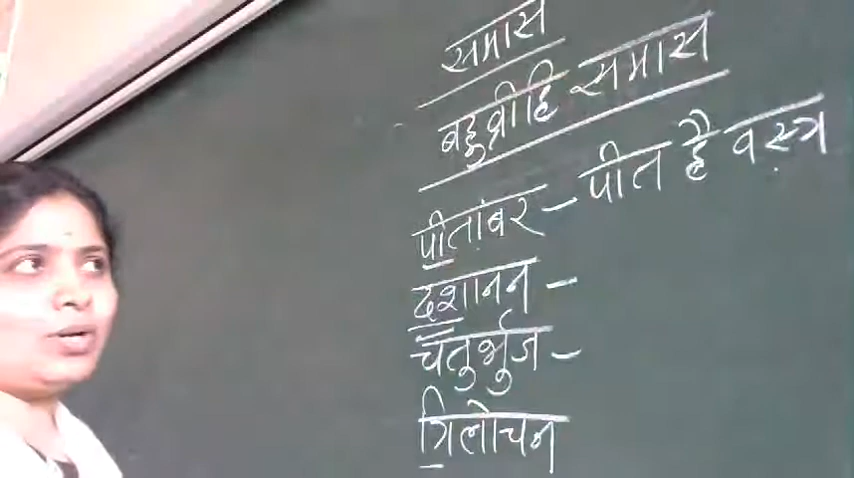 समास
बहुव्रीहि समास
पीतांबर – पीत है वस्त्र
दशानन –
चतुर्भुज –
त्रिलोचन